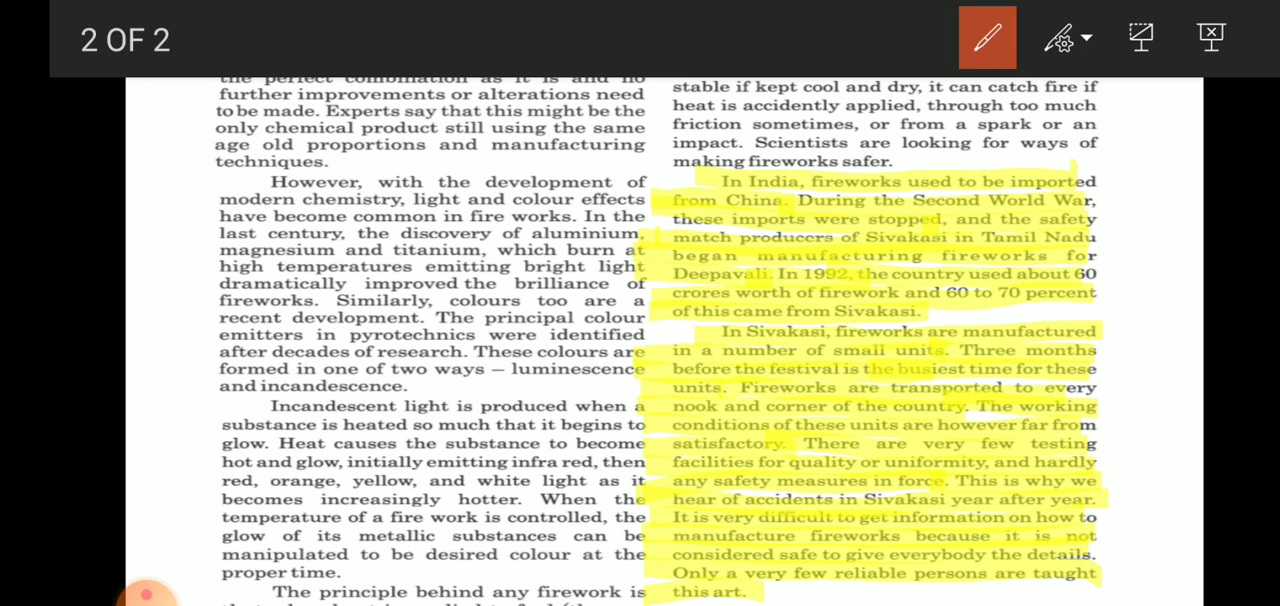 2 OF 2
the perfect combination as it is and no
further improvements or alterations need
to be made. Experts say that this might be the
only chemical product still using the same
age old proportions and manufacturing
techniques.
However, with the development of
modern chemistry, light and colour effects
have become common in fire works. In the
last century, the discovery of aluminium,
magnesium and titanium, which burn at
high temperatures emitting bright light
dramatically improved the brilliance of
fireworks. Similarly, colours too are a
recent development. The principal colour
emitters in pyrotechnics were identified
after decades of research. These colours are
formed in one of two ways – luminescence
and incandescence.
Incandescent light is produced when a
substance is heated so much that it begins to
glow. Heat causes the substance to become
hot and glow, initially emitting infra red, then
red, orange, yellow, and white light as it
becomes increasingly hotter. When the
temperature of a fire work is controlled, the
glow of its metallic substances can be
manipulated to be desired colour at the
proper time.
The principle behind any firework is
stable if kept cool and dry, it can catch fire if
heat is accidently applied, through too much
friction sometimes, or from a spark or an
impact. Scientists are looking for ways of
making fireworks safer.
In India, fireworks used to be imported
from China. During the Second World War,
these imports were stopped, and the safety
match producers of Sivakasi in Tamil Nadu
began manufacturing fireworks for
Deepavali. In 1992, the country used about 60
crores worth of firework and 60 to 70 percent
of this came from Sivakasi.
In Sivakasi, fireworks are manufactured
in a number of small units. Three months
before the festival is the busiest time for these
units. Fireworks are transported to every
nook and corner of the country. The working
conditions of these units are however far from
satisfactory. There are very few testing
facilities for quality or uniformity, and hardly
any safety measures in force. This is why we
hear of accidents in Sivakasi year after year.
It is very difficult to get information on how to
manufacture fireworks because it is not
considered safe to give everybody the details.
Only a very few reliable persons are taught
this art.